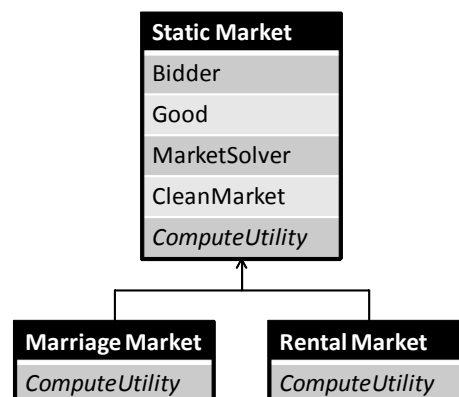 Static Market
Bidder
Good
MarketSolver
CleanMarket
ComputeUtility
Marriage Market
ComputeUtility
Rental Market
ComputeUtility